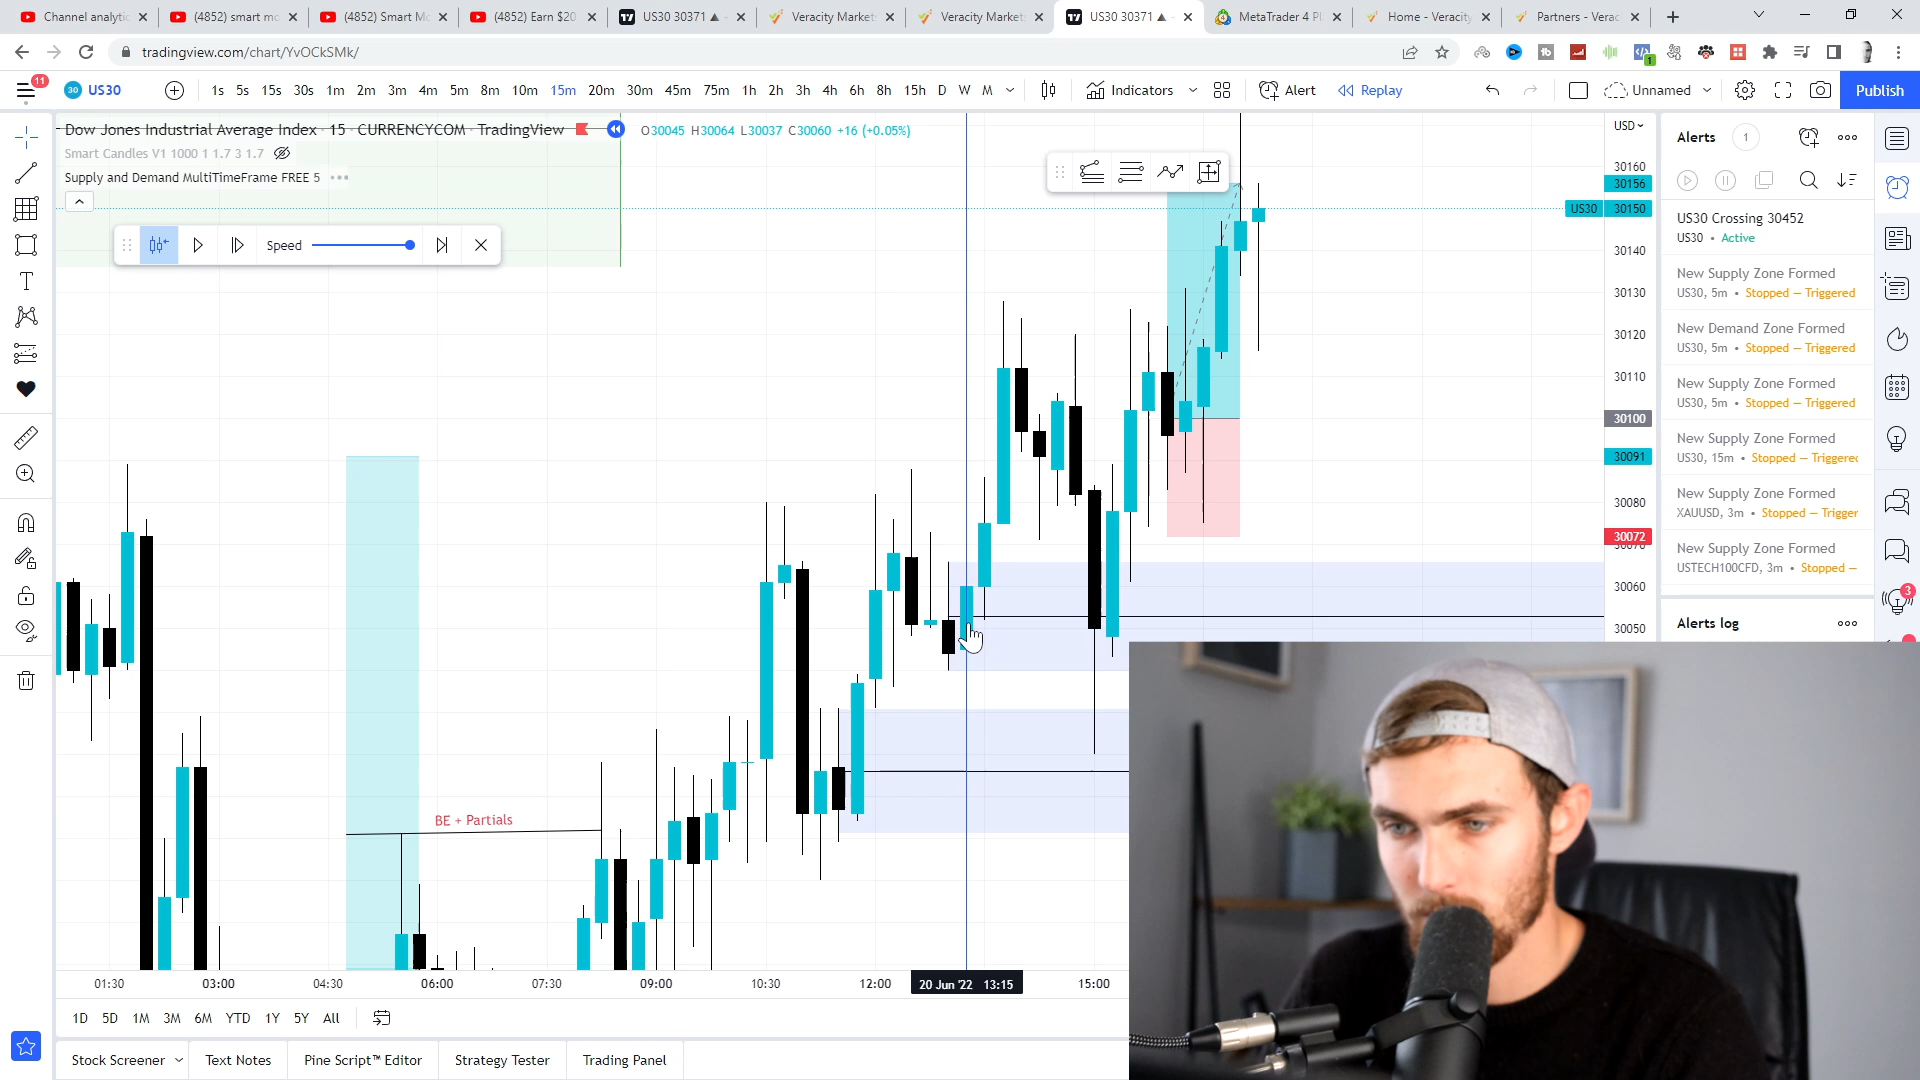 Channel analytic
(4852) smart mo
(4852) Smart Mo
(4852) Earn $20
US30 30371 ▲
Veracity Market
Veracity Market
US30 30371 ▲
MetaTrader 4 Pl
Home - Veracity
Partners - Verac
tradingview.com/chart/YvOCkSMk/
11
30 US30
1s 5s 15s 30s 1m 2m 3m 4m 5m 8m 10m 15m 20m 30m 45m 75m 1h 2h 3h 4h 6h 8h 15h D W M
Indicators
Alert
Replay
Unnamed
Publish
Dow Jones Industrial Average Index · 15 · CURRENCYCOM · TradingView
O30045 H30064 L30037 C30060 +16 (+0.05%)
Smart Candles V1 1000 1 1.7 3 1.7
Supply and Demand MultiTimeFrame FREE 5
Speed
USD
30160
30156
US30 30150
30140
30130
30120
30110
30100
30091
30080
30072
30060
30050
BE + Partials
01:30 03:00 04:30 06:00 07:30 09:00 10:30 12:00 20 Jun '22 13:15 15:00
1D 5D 1M 3M 6M YTD 1Y 5Y All
Stock Screener
Text Notes
Pine Script™ Editor
Strategy Tester
Trading Panel
Alerts 1
US30 Crossing 30452
US30 • Active
New Supply Zone Formed
US30, 5m • Stopped — Triggered
New Demand Zone Formed
US30, 5m • Stopped — Triggered
New Supply Zone Formed
US30, 5m • Stopped — Triggered
New Supply Zone Formed
US30, 15m • Stopped — Triggered
New Supply Zone Formed
XAUUSD, 3m • Stopped — Trigger
New Supply Zone Formed
USTECH100CFD, 3m • Stopped —
Alerts log
3